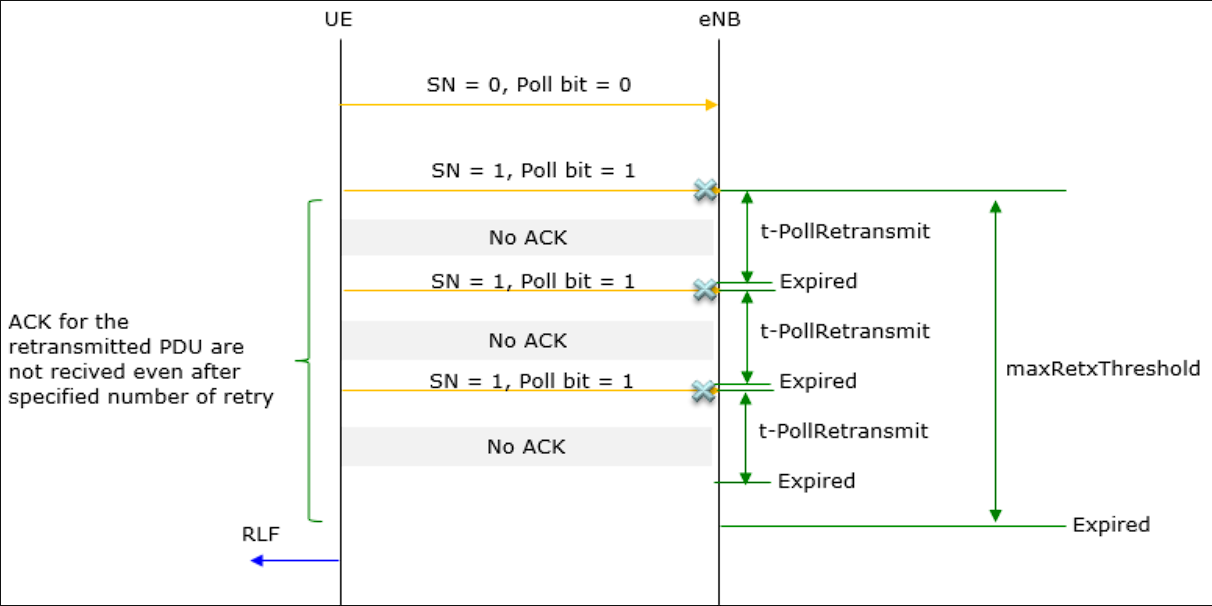 UE
eNB
SN = 0, Poll bit = 0
SN = 1, Poll bit = 1
t-PollRetransmit
No ACK
SN = 1, Poll bit = 1
Expired
ACK for the
retransmitted PDU are
not recived even after
specified number of retry
t-PollRetransmit
No ACK
maxRetxThreshold
SN = 1, Poll bit = 1
Expired
t-PollRetransmit
No ACK
Expired
Expired
RLF